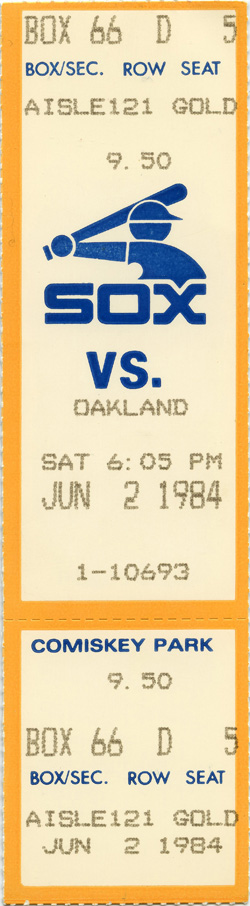 BOX 66 D 5
BOX/SEC. ROW SEAT
AISLE121 GOLD
9.50
SOX
VS.
OAKLAND
SAT 6:05 PM
JUN 2 1984
1-10693
COMISKEY PARK
9.50
BOX 66 D 5
BOX/SEC. ROW SEAT
AISLE121 GOLD
JUN 2 1984